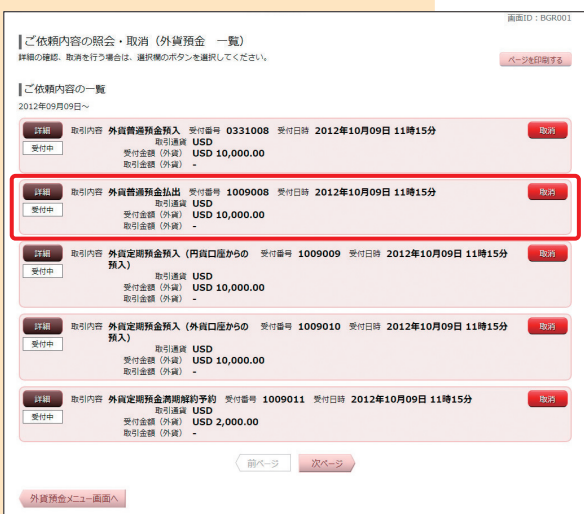 画面ID：BGR001
ご依頼内容の照会・取消（外貨預金　一覧）
詳細の確認、取消を行う場合は、選択欄のボタンを選択してください。
ページを印刷する
ご依頼内容の一覧
2012年09月09日～
詳細 取引内容 外貨普通預金預入 受付番号 0331008 受付日時 2012年10月09日 11時15分 取消
受付中 取引通貨 USD
受付金額（外貨） USD 10,000.00
取引金額（外貨） -
詳細 取引内容 外貨普通預金払出 受付番号 1009008 受付日時 2012年10月09日 11時15分 取消
受付中 取引通貨 USD
受付金額（外貨） USD 10,000.00
取引金額（外貨） -
詳細 取引内容 外貨定期預金預入（円貨口座からの 受付番号 1009009 受付日時 2012年10月09日 11時15分 取消
預入）
受付中 取引通貨 USD
受付金額（外貨） USD 10,000.00
取引金額（外貨） -
詳細 取引内容 外貨定期預金預入（外貨口座からの 受付番号 1009010 受付日時 2012年10月09日 11時15分 取消
預入）
受付中 取引通貨 USD
受付金額（外貨） USD 10,000.00
取引金額（外貨） -
詳細 取引内容 外貨定期預金満期解約予約 受付番号 1009011 受付日時 2012年10月09日 11時15分 取消
受付中 取引通貨 USD
受付金額（外貨） USD 2,000.00
取引金額（外貨） -
前ページ 次ページ
外貨預金メニュー画面へ